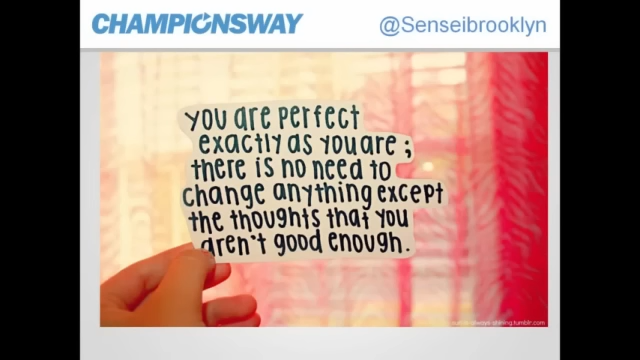 CHAMPIONSWAY
@Senseibrooklyn
you are perfect
exactly as you are ;
there is no need to
change anything except
the thoughts that you
aren't good enough.